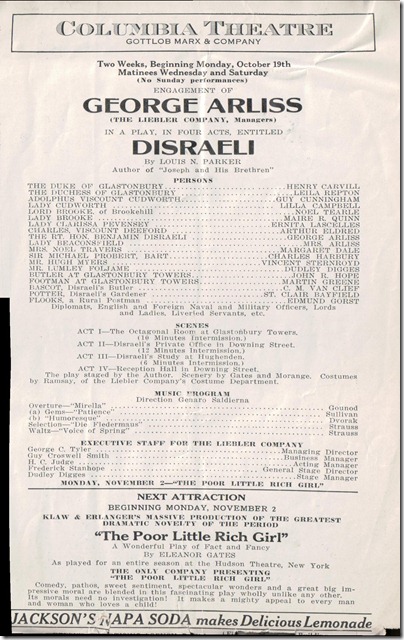 COLUMBIA THEATRE
GOTTLOB MARX & COMPANY
Two Weeks, Beginning Monday, October 19th
Matinees Wednesday and Saturday
(No Sunday performances)
ENGAGEMENT OF
GEORGE ARLISS
(THE LIEBLER COMPANY, Managers)
IN A PLAY, IN FOUR ACTS, ENTITLED
DISRAELI
By LOUIS N. PARKER
Author of "Joseph and His Brethren"
PERSONS
THE DUKE OF GLASTONBURY..........HENRY CARVILL
THE DUCHESS OF GLASTONBURY..........LEILA REPTON
ADOLPHUS VISCOUNT CUDWORTH..........GUY CUNNINGHAM
LADY CUDWORTH..........LILLA CAMPBELL
LORD BROOKE, of Brookehill..........NOEL TEARLE
LADY BROOKE..........MAIRE R. QUINN
LADY CLARISSA PEVENSEY..........ERNITA LASCELLES
CHARLES, VISCOUNT DEEFORD..........ARTHUR ELDRED
THE RT. HON. BENJAMIN DISRAELI..........GEORGE ARLISS
LADY BEACONSFIELD..........MRS. ARLISS
MRS. NOEL TRAVERS..........MARGARET DALE
SIR MICHAEL PROBERT, BART..........CHARLES HARBURY
MR. HUGH MYERS..........VINCENT STERNROYD
MR. LUMLEY FOLJAMBE..........DUDLEY DIGGES
BUTLER AT GLASTONBURY TOWERS..........JOHN R. HOPE
FOOTMAN AT GLASTONBURY TOWERS..........MARTIN GREENE
BASCOT, Disraeli's Butler..........C. M. VAN CLIEF
POTTER, Disraeli's Gardener..........ST. CLAIR BAYFIELD
FLOOKS, a Rural Postman..........EDMUND GORST
Diplomats, English and Foreign Naval and Military Officers, Lords
and Ladies, Liveried Servants, etc.
SCENES
ACT I—The Octagonal Room at Glastonbury Towers.
(10 Minutes Intermission.)
ACT II—Disraeli's Private Office in Downing Street.
(12 Minutes Intermission.)
ACT III—Disraeli's Study at Hughenden.
(6 Minutes Intermission.)
ACT IV—Reception Hall in Downing Street.
The play staged by the Author. Scenery by Gates and Morange. Costumes
by Ramsay, of the Liebler Company's Costume Department.
MUSIC PROGRAM
Direction Genaro Saldierna
Overture—"Mirella"..........Gounod
(a) Gems—"Patience"..........Sullivan
(b) "Humoresque"..........Dvorak
Selection—"Die Fledermaus"..........Strauss
Waltz—"Voice of Spring"..........Strauss
EXECUTIVE STAFF FOR THE LIEBLER COMPANY
George C. Tyler..........Managing Director
Guy Croswell Smith..........Business Manager
H. C. Judge..........Acting Manager
Frederick Stanhope..........General Stage Director
Dudley Digges..........Stage Manager
MONDAY, NOVEMBER 2—"THE POOR LITTLE RICH GIRL"
NEXT ATTRACTION
BEGINNING MONDAY, NOVEMBER 2
KLAW & ERLANGER'S MASSIVE PRODUCTION OF THE GREATEST
DRAMATIC NOVELTY OF THE PERIOD
"The Poor Little Rich Girl"
A Wonderful Play of Fact and Fancy
By ELEANOR GATES
As played for an entire season at the Hudson Theatre, New York
THE ONLY COMPANY PRESENTING
"THE POOR LITTLE RICH GIRL"
Comedy, pathos, sweet sentiment, spectacular wonders and a great big im-
pressive moral are blended in this fascinating play wholly unlike any other.
Its morals need no investigation! It makes a mighty appeal to every man
and woman who loves a child!
JACKSON'S NAPA SODA makes Delicious Lemonade